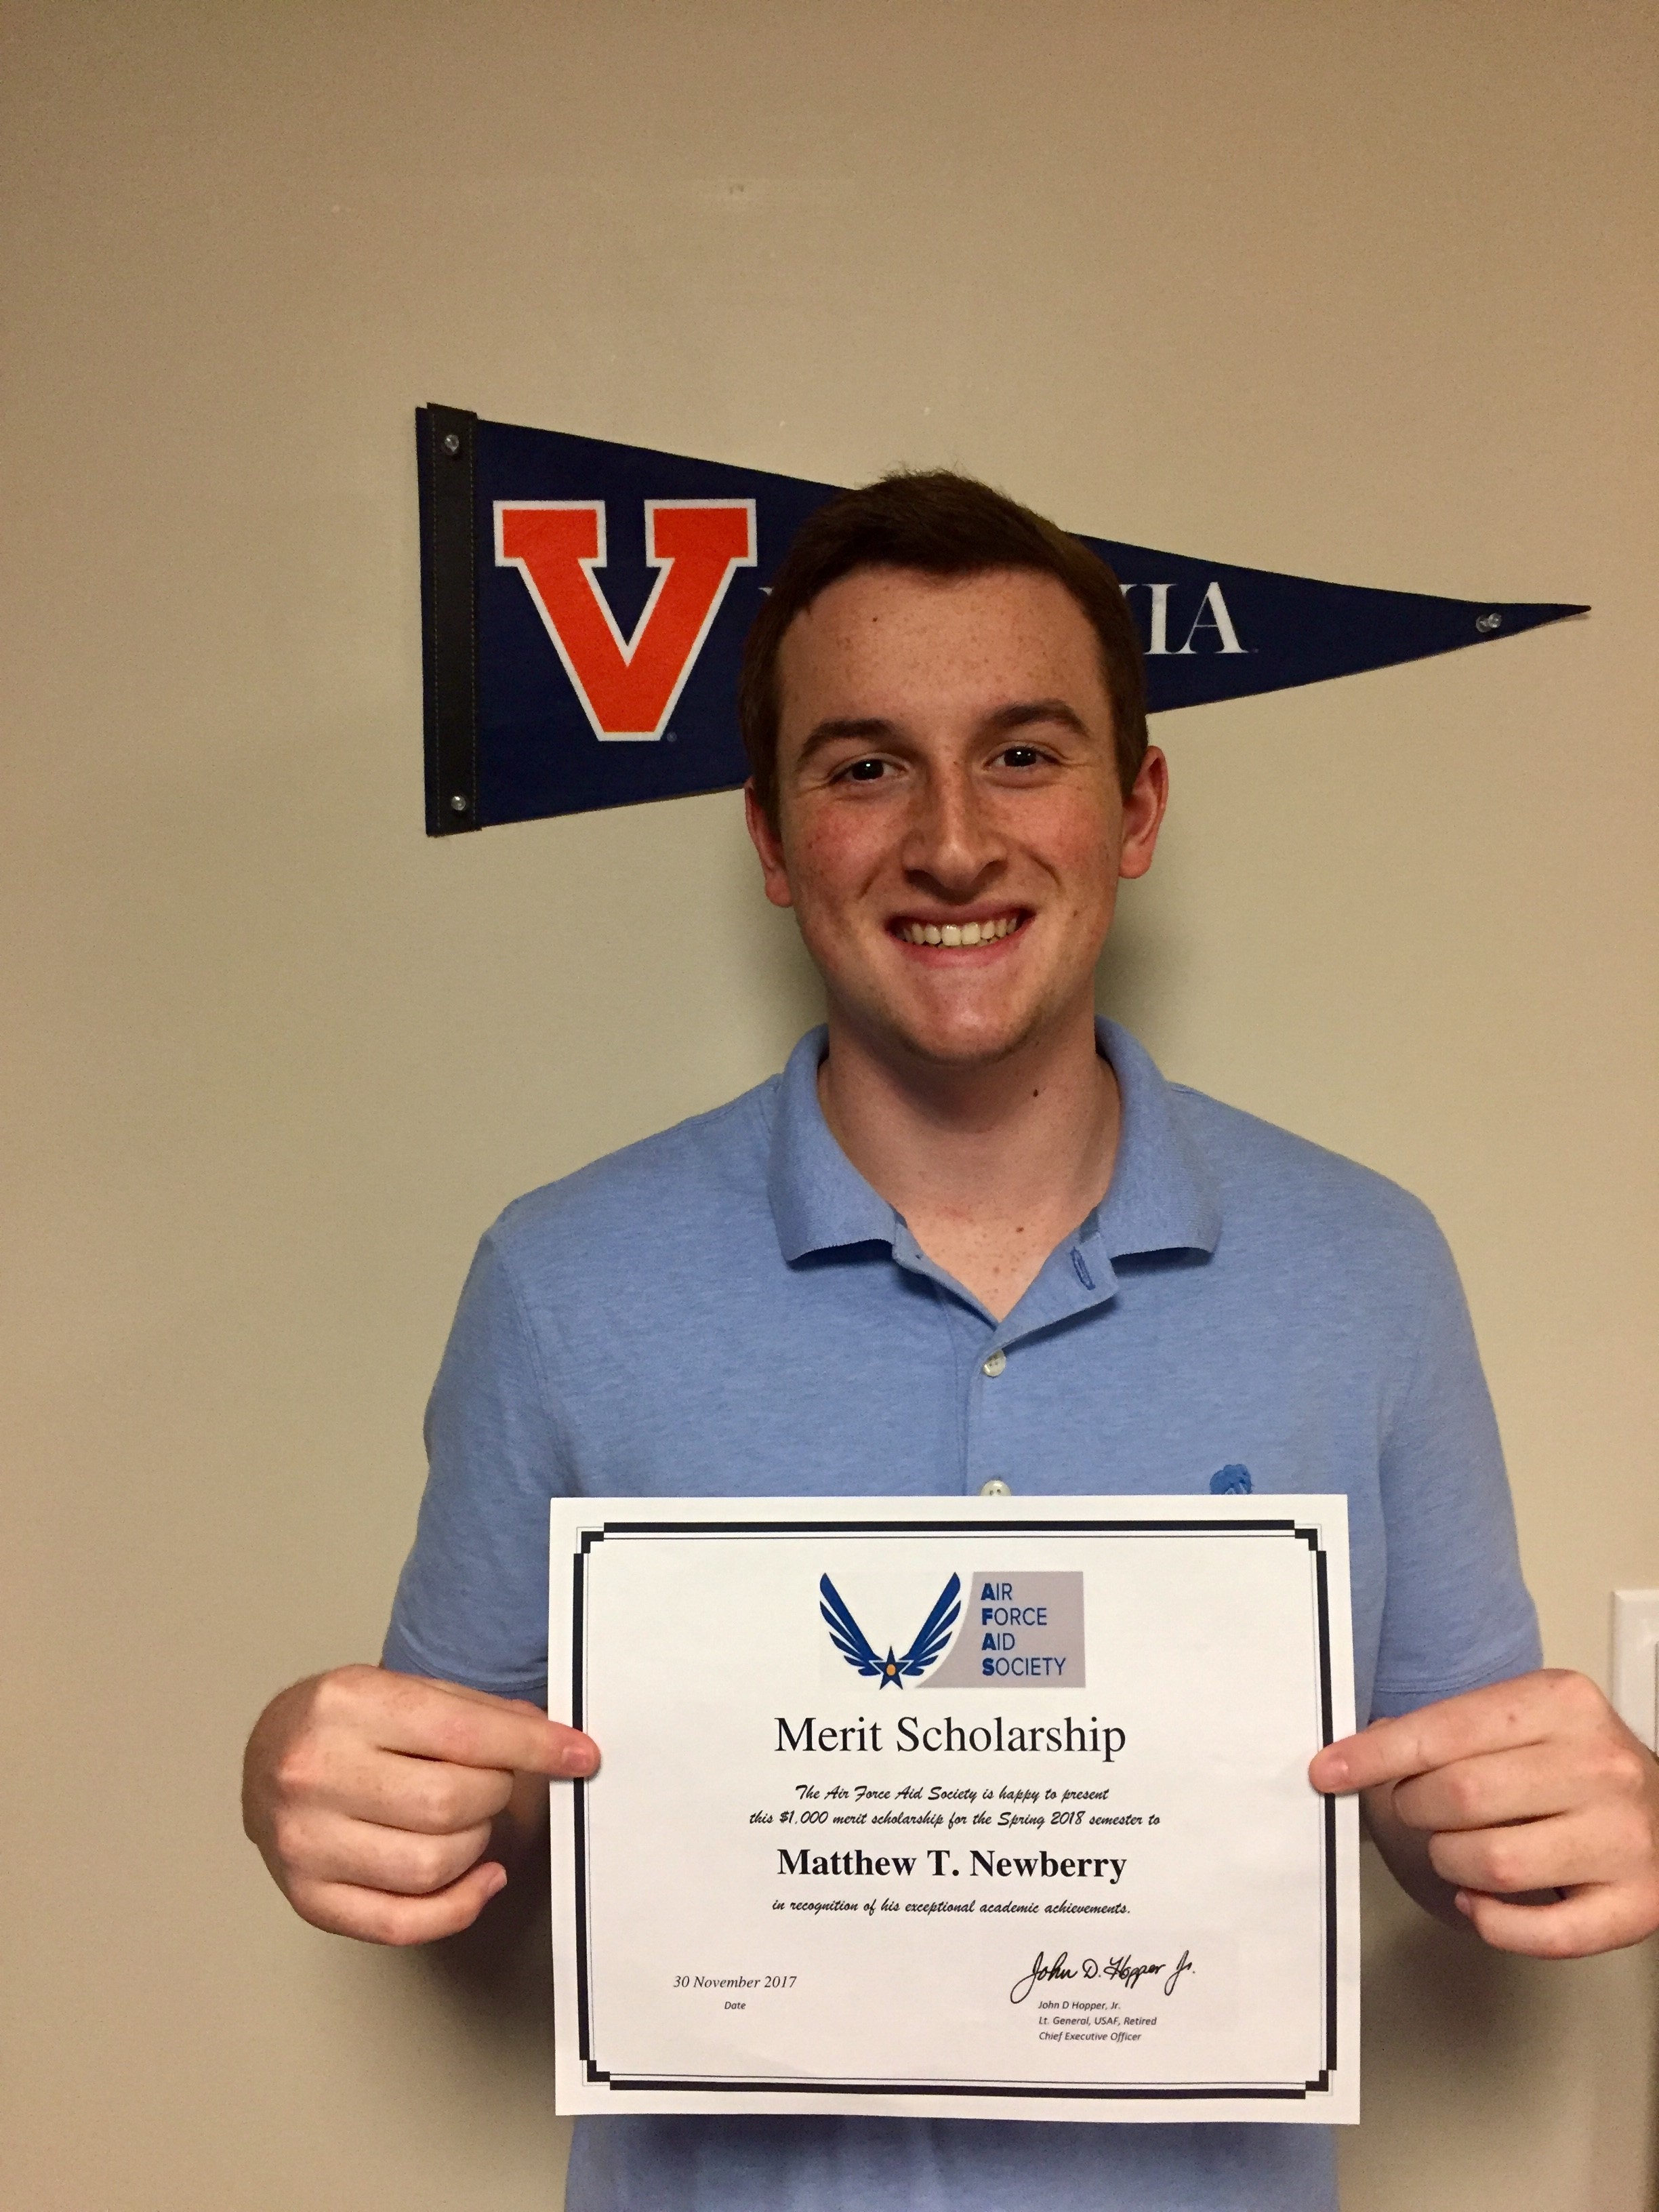 V
IA
AIR
FORCE
AID
SOCIETY
Merit Scholarship
The Air Force Aid Society is happy to present
this $1,000 merit scholarship for the Spring 2018 semester to
Matthew T. Newberry
in recognition of his exceptional academic achievements.
30 November 2017
Date
John D. Hopper Jr.
John D Hopper, Jr.
Lt. General, USAF, Retired
Chief Executive Officer